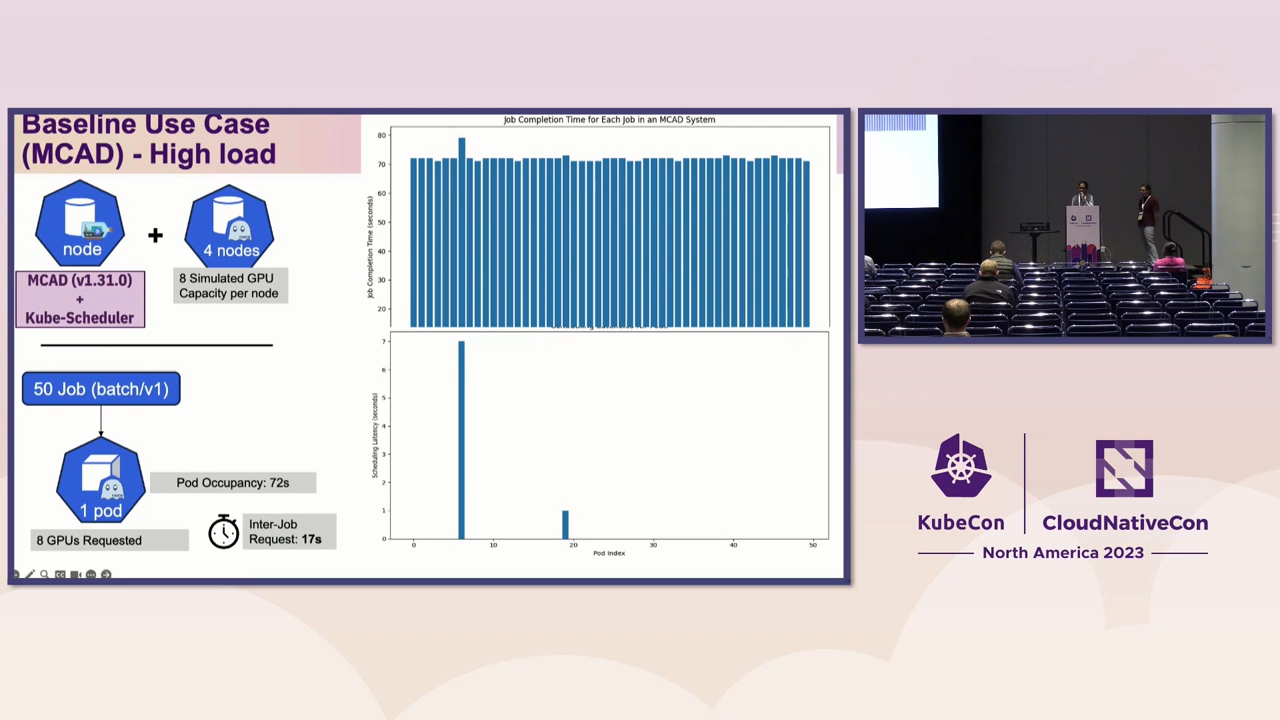 Baseline Use Case
(MCAD) - High load
node
+
4 nodes
MCAD (v1.31.0)
+
Kube-Scheduler
8 Simulated GPU
Capacity per node
50 Job (batch/v1)
1 pod
Pod Occupancy: 72s
8 GPUs Requested
Inter-Job
Request: 17s
Job Completion Time for Each Job in an MCAD System
Job Completion Time (seconds)
80
70
60
50
40
30
20
Scheduling Latency (seconds)
7
6
5
4
3
2
1
0
0
10
20
30
40
50
Pod Index
KubeCon
CloudNativeCon
North America 2023